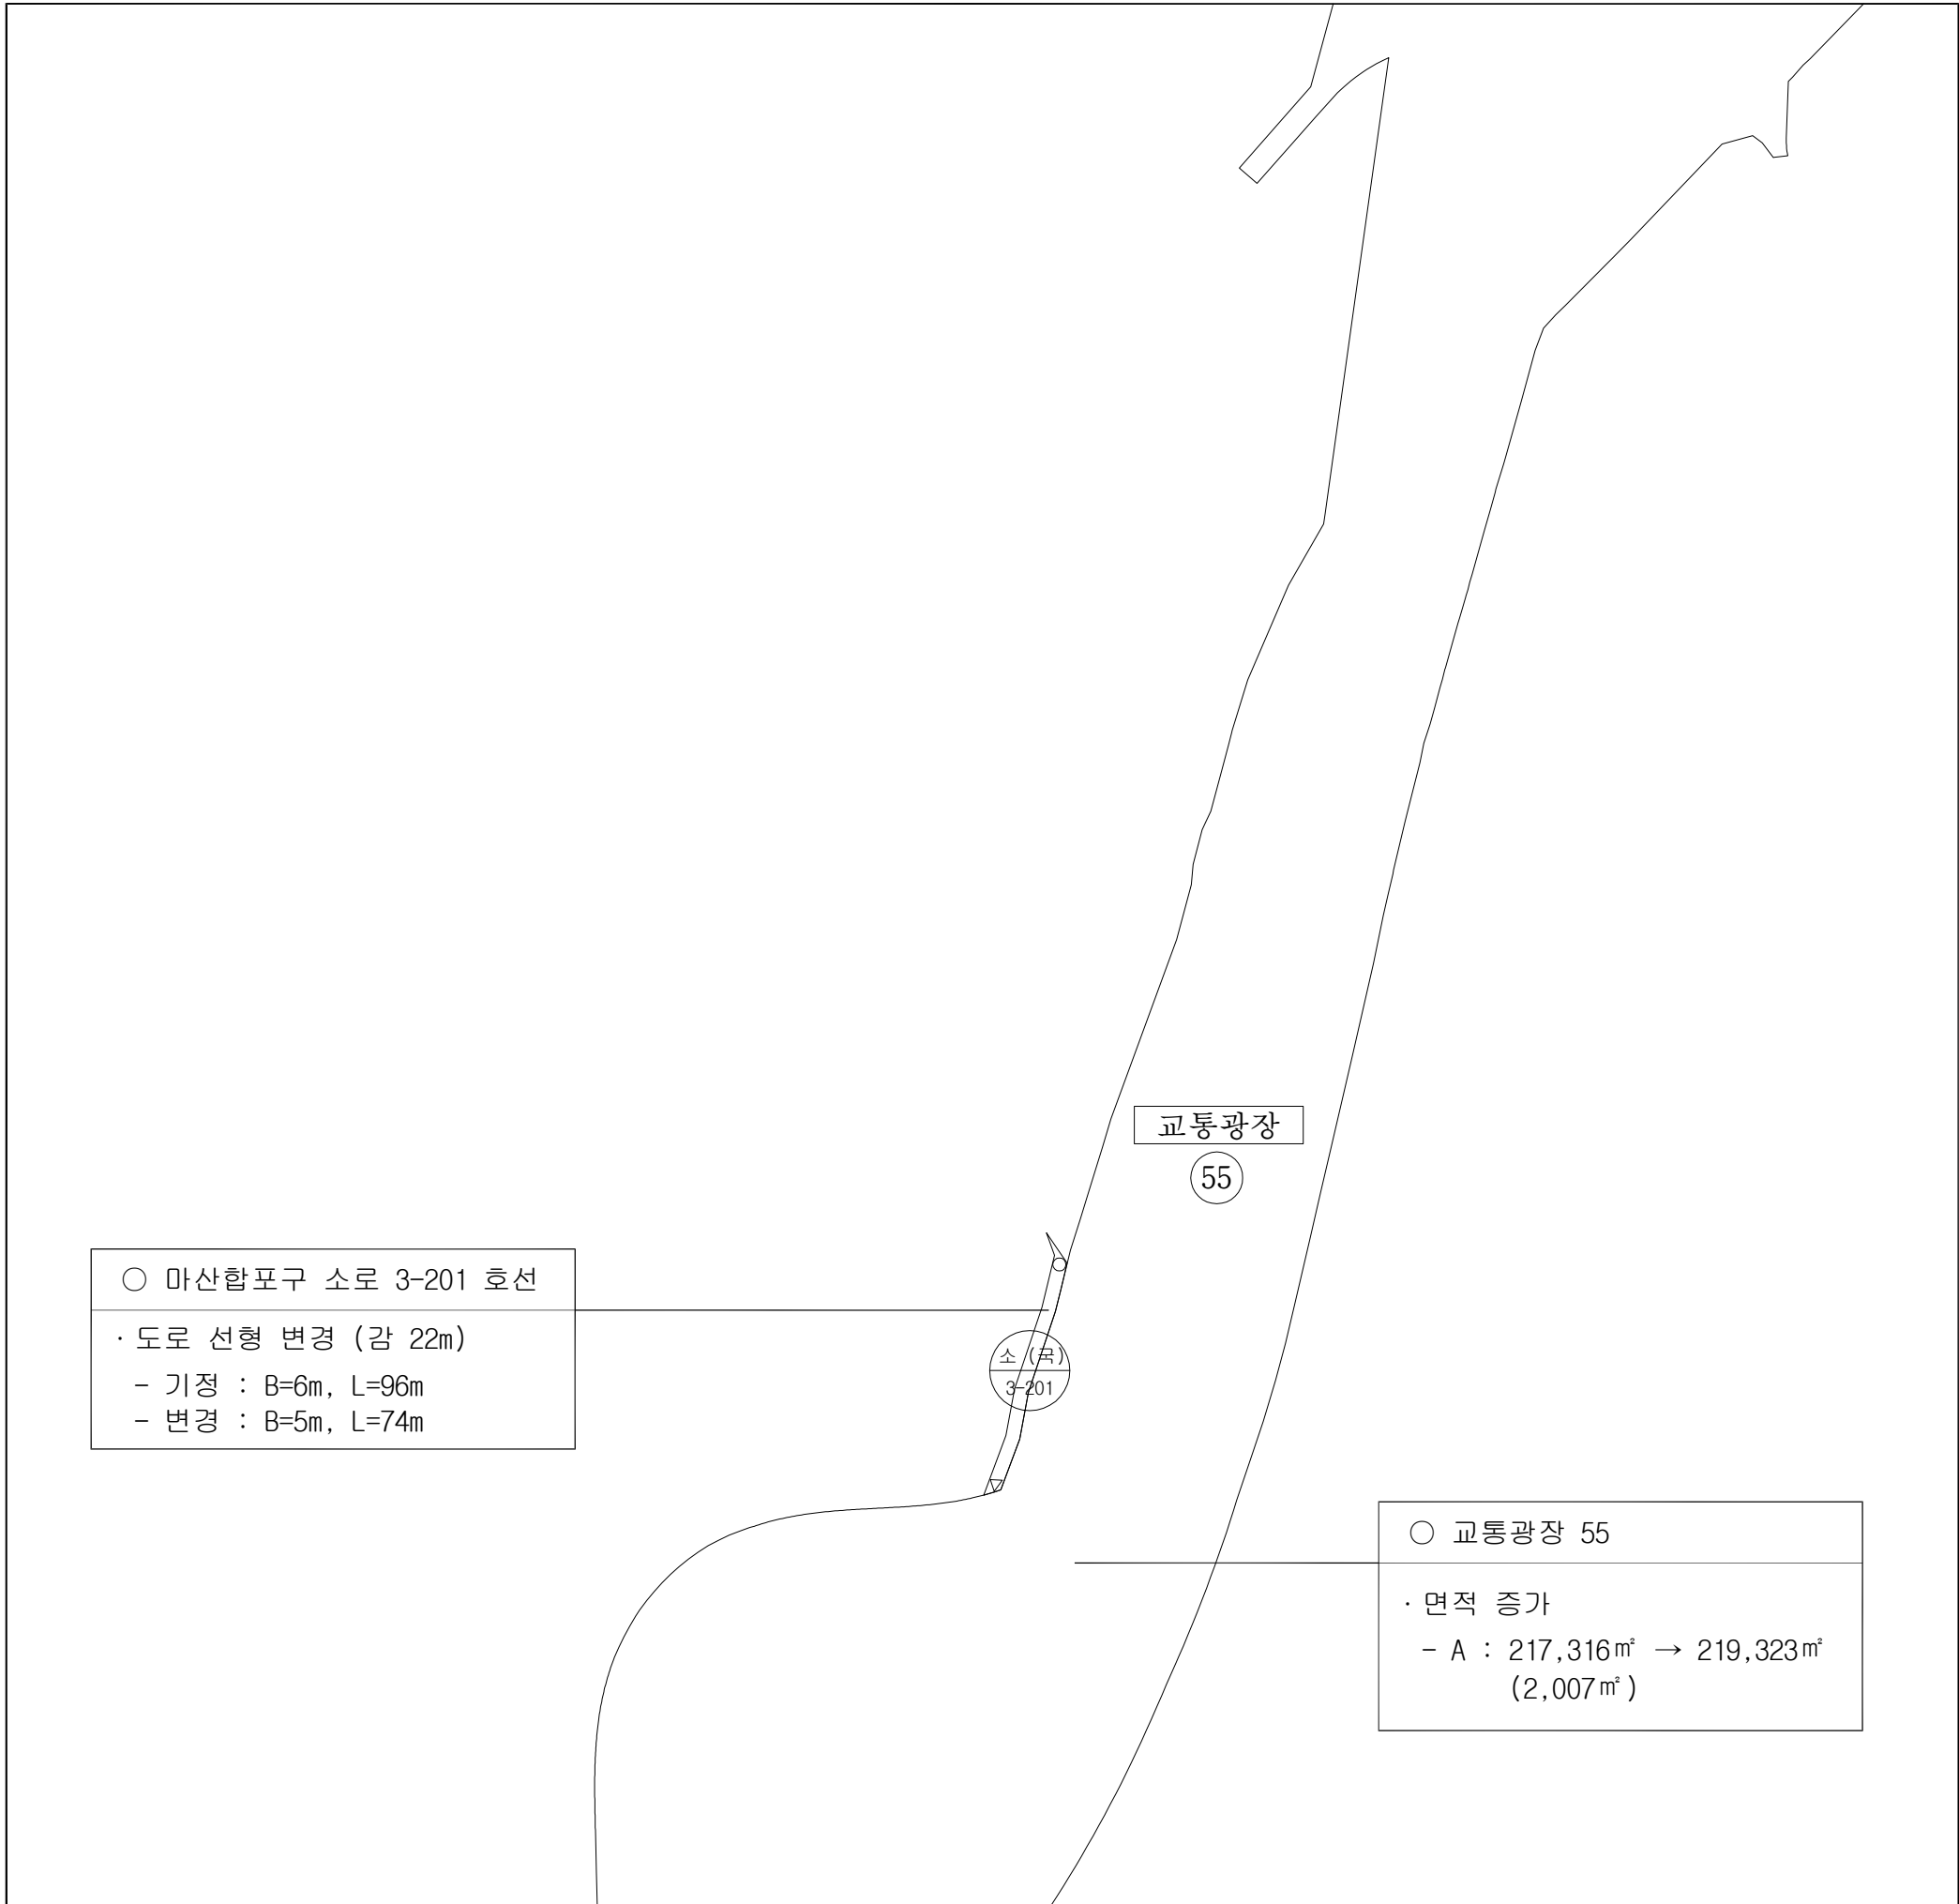 교통광장
55
○ 마산합포구 소로 3-201 호선
· 도로 선형 변경 (감 22m)
- 기정 : B=6m, L=96m
- 변경 : B=5m, L=74m
소 (국)
3-201
○ 교통광장 55
· 면적 증가
- A : 217,316㎡ → 219,323㎡
(2,007㎡)